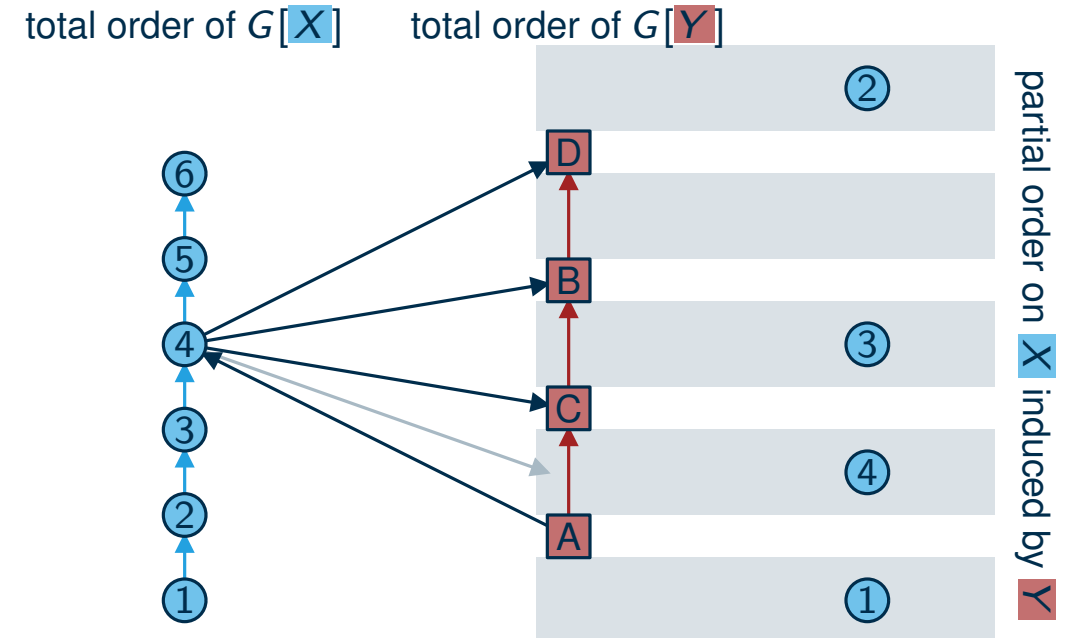 total order of G[X]
total order of G[Y]
2
D
6
5
B
4
3
C
3
4
2
A
1
1
partial order on X induced by Y